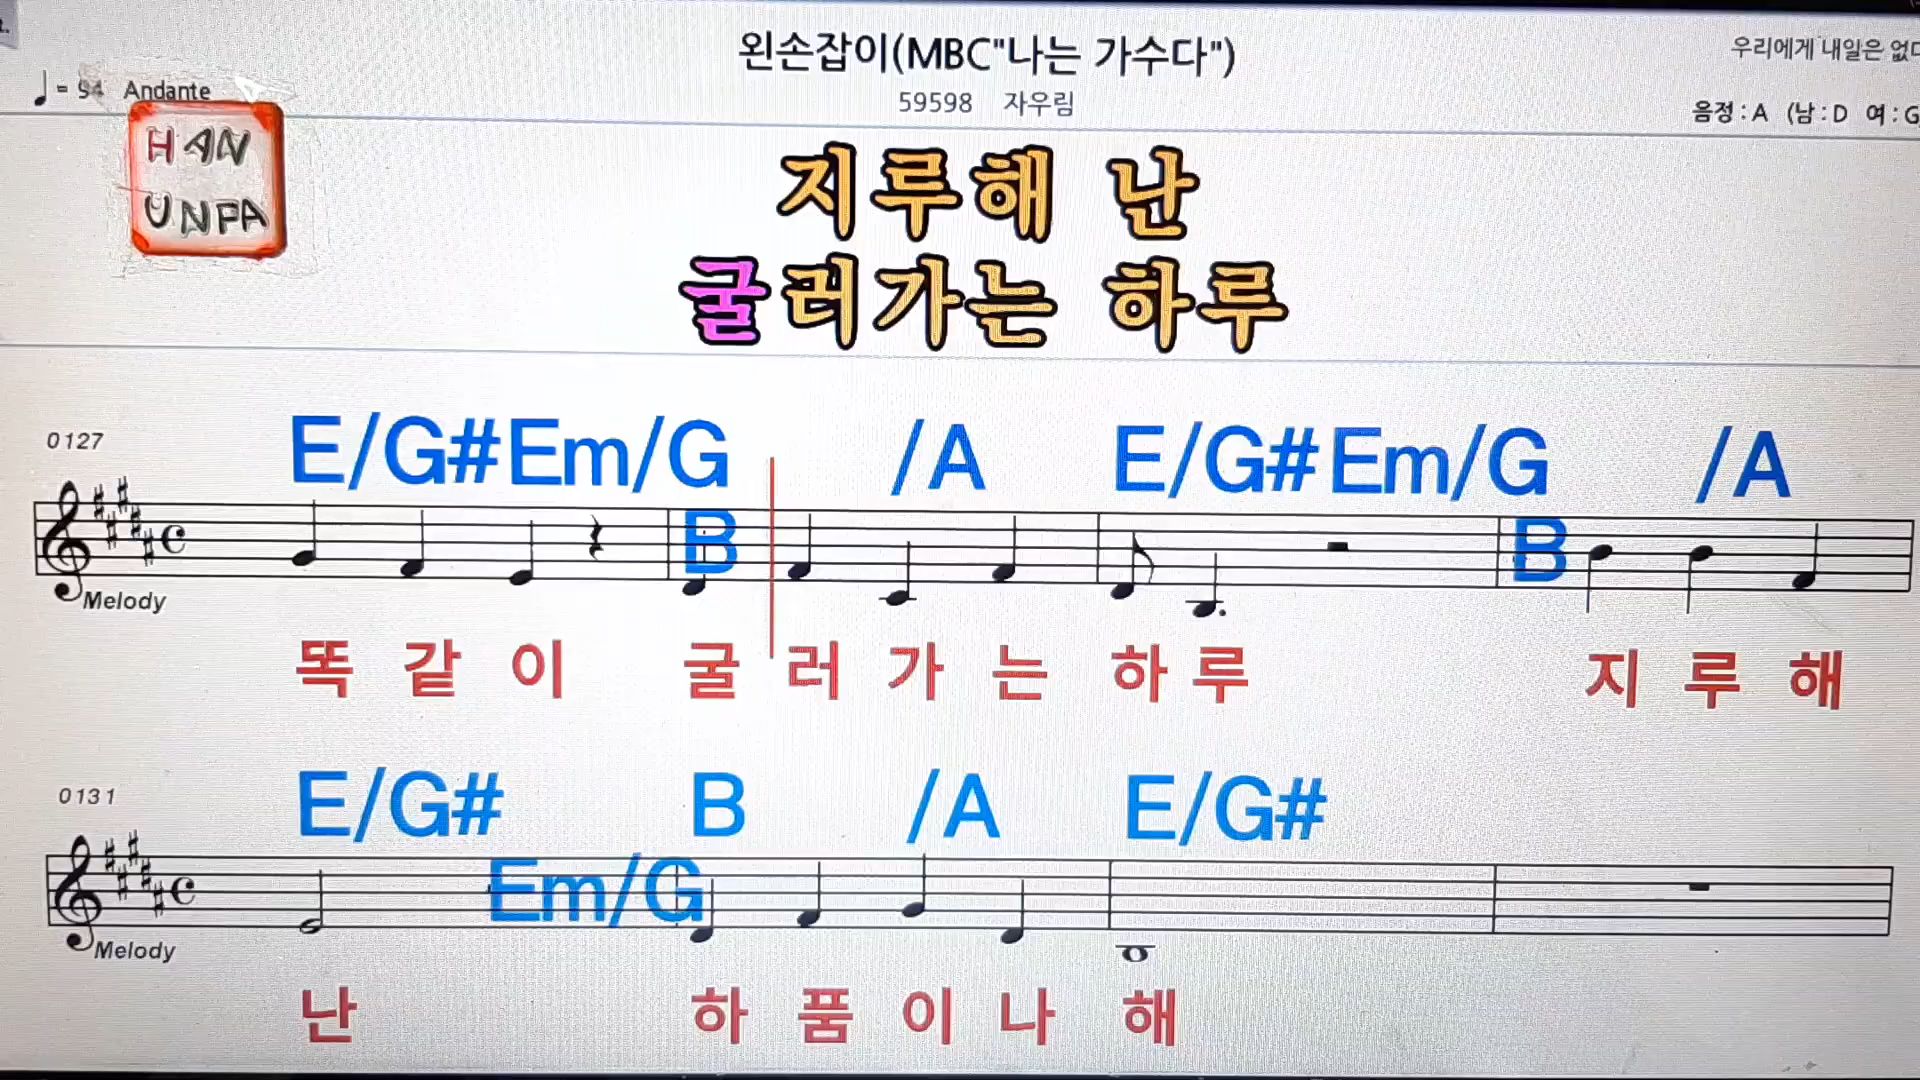 왼손잡이(MBC"나는 가수다")
우리에게 내일은 없다
♩= 94 Andante
59598 자우림
음정 : A (남 : D 여 : G
HAN
UNPA
지루해 난
굴러가는 하루
E/G# Em/G /A E/G# Em/G /A
0127
B B
Melody
똑 같 이 굴 러 가 는 하 루 지 루 해
E/G# B /A E/G#
0131
Em/G
Melody
난 하 품 이 나 해